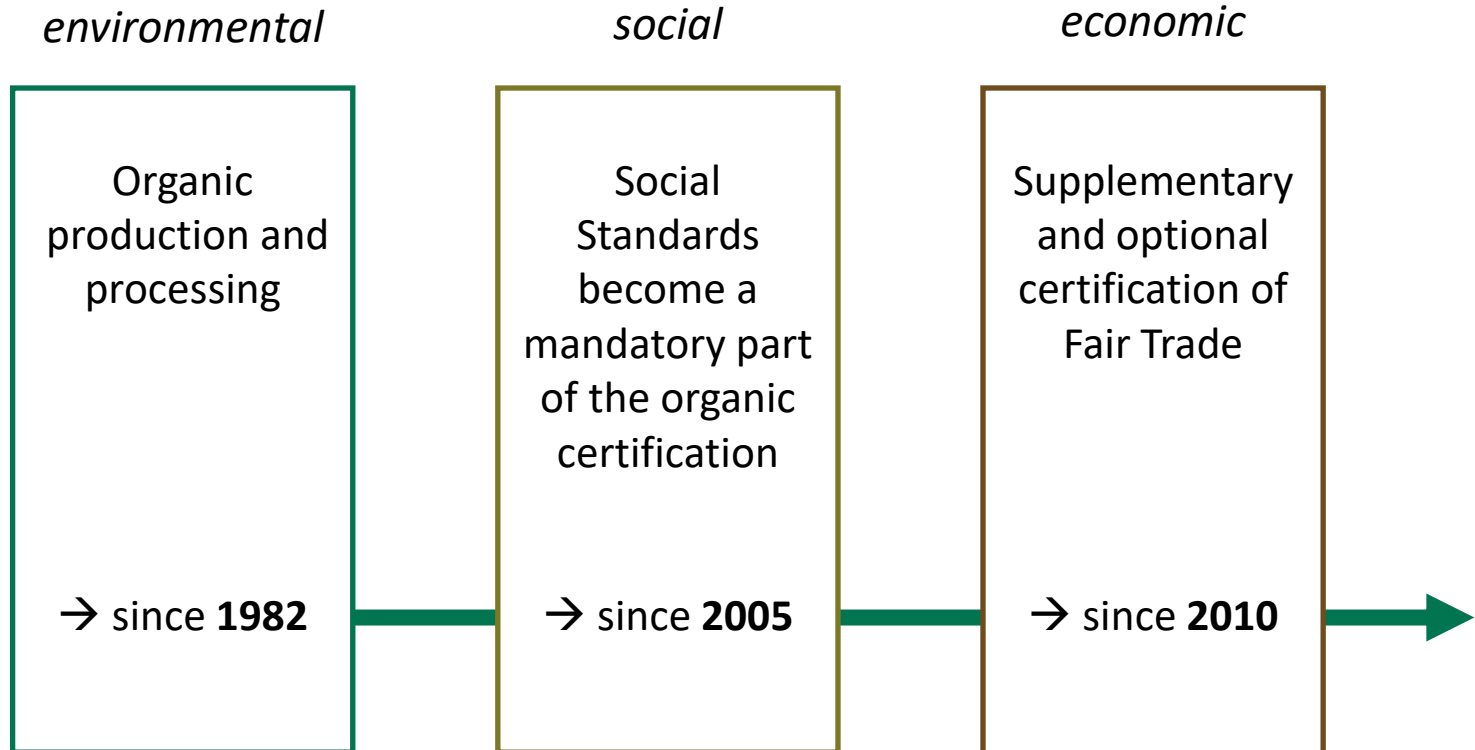 environmental
social
economic
Organic
production and
processing
→ since 1982
Social
Standards
become a
mandatory part
of the organic
certification
→ since 2005
Supplementary
and optional
certification of
Fair Trade
→ since 2010